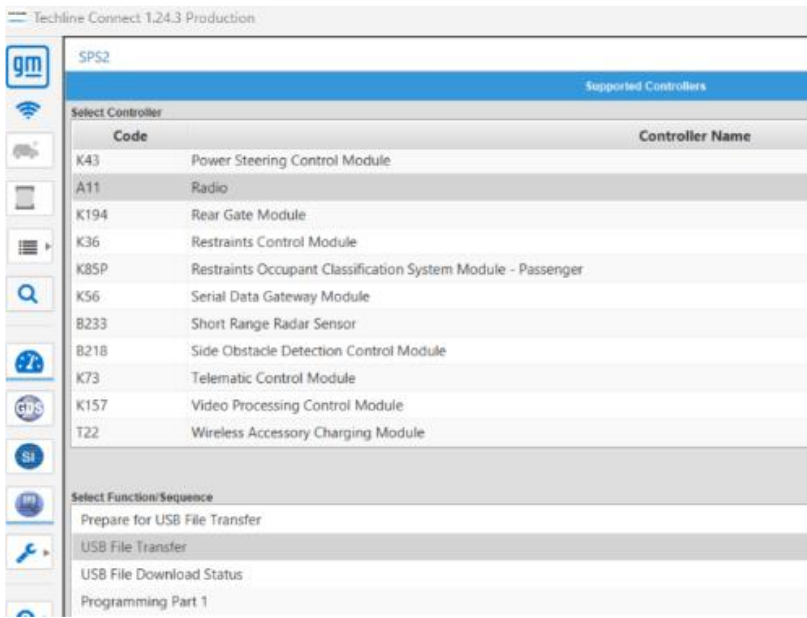 Techline Connect 1.24.3 Production
gm
SPS2
Supported Controllers
Select Controller
Code Controller Name
K43 Power Steering Control Module
A11 Radio
K194 Rear Gate Module
K36 Restraints Control Module
K85P Restraints Occupant Classification System Module - Passenger
K56 Serial Data Gateway Module
B233 Short Range Radar Sensor
B218 Side Obstacle Detection Control Module
K73 Telematic Control Module
K157 Video Processing Control Module
T22 Wireless Accessory Charging Module
GDS
SI
Select Function/Sequence
Prepare for USB File Transfer
USB File Transfer
USB File Download Status
Programming Part 1